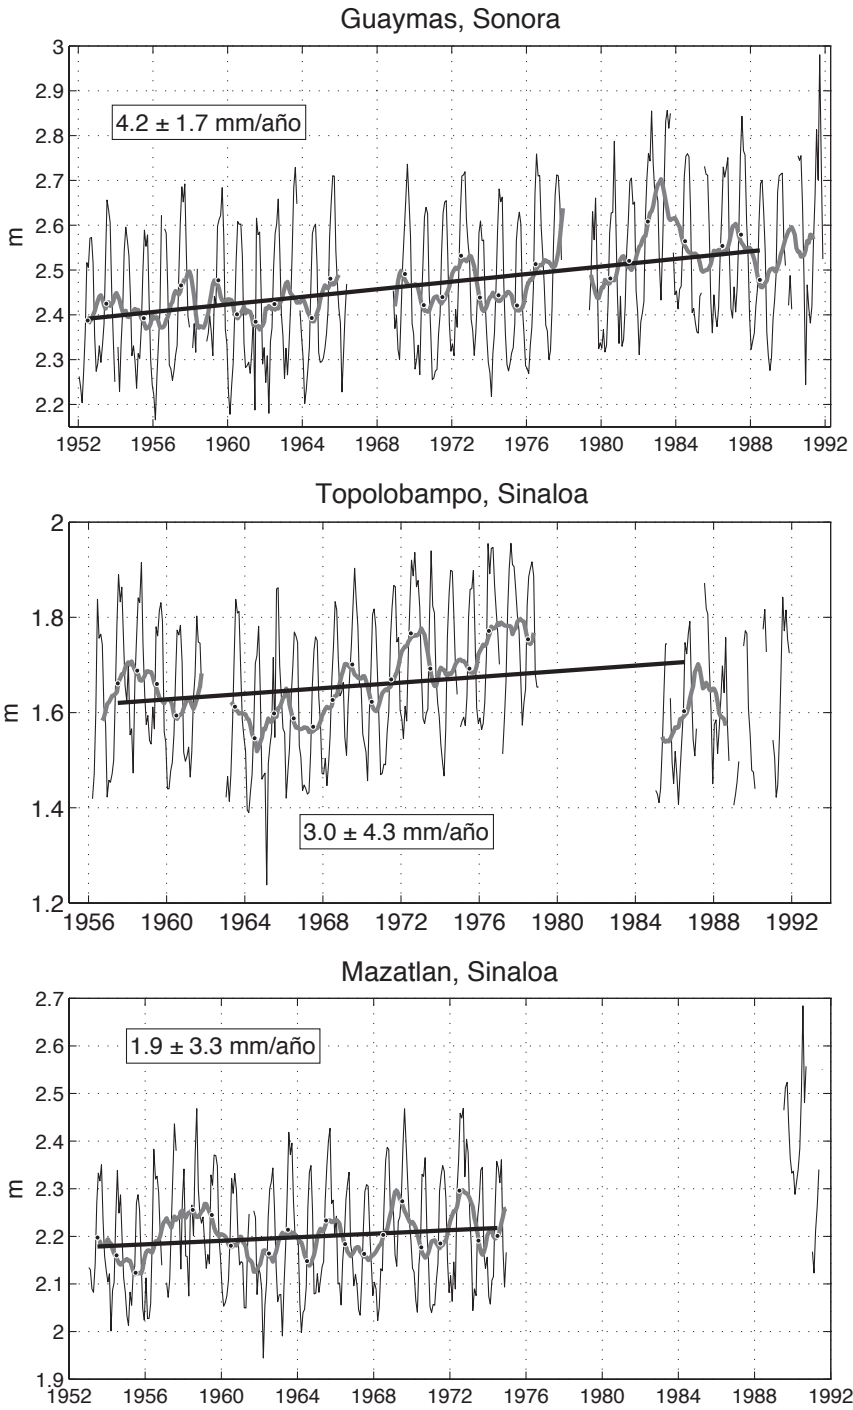 Guaymas, Sonora
3
2.9
2.8
2.7
2.6
2.5
2.4
2.3
2.2
m
4.2 ± 1.7 mm/año
1952 1956 1960 1964 1968 1972 1976 1980 1984 1988 1992
Topolobampo, Sinaloa
2
1.8
1.6
1.4
1.2
m
3.0 ± 4.3 mm/año
1956 1960 1964 1968 1972 1976 1980 1984 1988 1992
Mazatlan, Sinaloa
2.7
2.6
2.5
2.4
2.3
2.2
2.1
2
1.9
m
1.9 ± 3.3 mm/año
1952 1956 1960 1964 1968 1972 1976 1980 1984 1988 1992